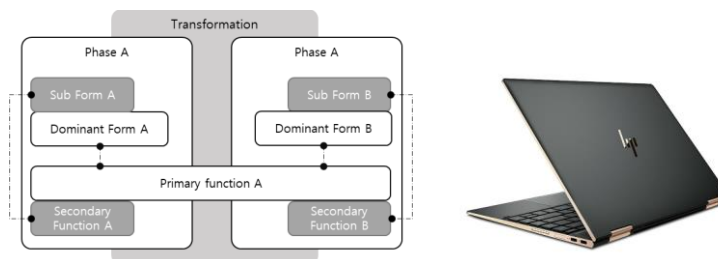 Transformation
Phase A
Phase A
Sub Form A
Sub Form B
Dominant Form A
Dominant Form B
Primary function A
Secondary
Function A
Secondary
Function B
hp